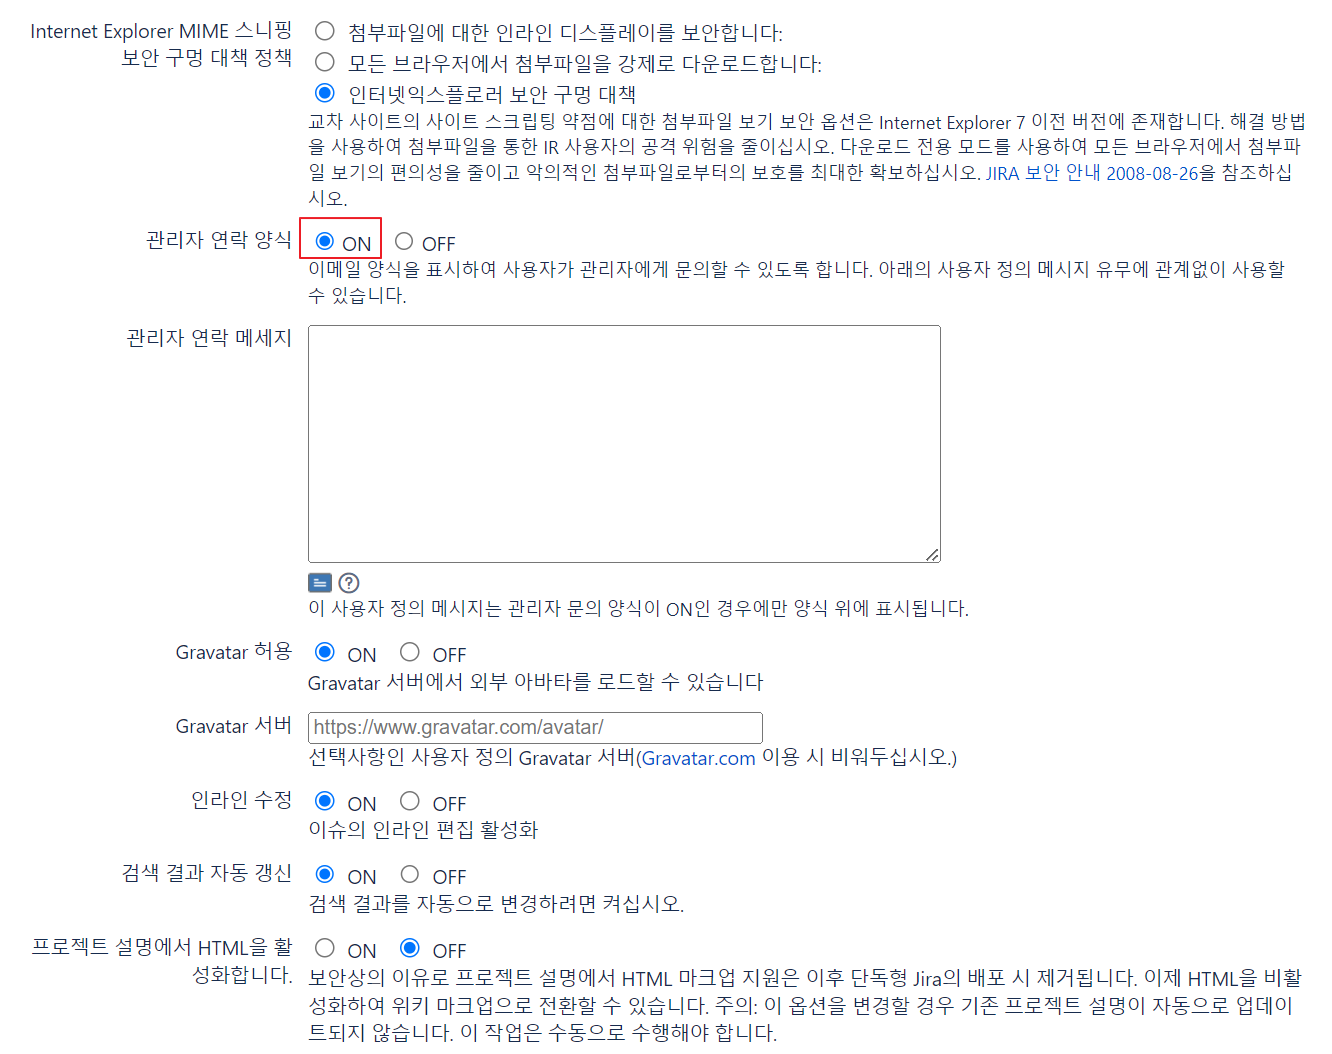 Internet Explorer MIME 스니핑
보안 구멍 대책 정책
첨부파일에 대한 인라인 디스플레이를 보안합니다:
모든 브라우저에서 첨부파일을 강제로 다운로드합니다:
인터넷익스플로러 보안 구멍 대책
교차 사이트의 사이트 스크립팅 약점에 대한 첨부파일 보기 보안 옵션은 Internet Explorer 7 이전 버전에 존재합니다. 해결 방법
을 사용하여 첨부파일을 통한 IR 사용자의 공격 위험을 줄이십시오. 다운로드 전용 모드를 사용하여 모든 브라우저에서 첨부파
일 보기의 편의성을 줄이고 악의적인 첨부파일로부터의 보호를 최대한 확보하십시오. JIRA 보안 안내 2008-08-26을 참조하십
시오.
관리자 연락 양식
ON OFF
이메일 양식을 표시하여 사용자가 관리자에게 문의할 수 있도록 합니다. 아래의 사용자 정의 메시지 유무에 관계없이 사용할
수 있습니다.
관리자 연락 메세지
이 사용자 정의 메시지는 관리자 문의 양식이 ON인 경우에만 양식 위에 표시됩니다.
Gravatar 허용
ON OFF
Gravatar 서버에서 외부 아바타를 로드할 수 있습니다
Gravatar 서버
https://www.gravatar.com/avatar/
선택사항인 사용자 정의 Gravatar 서버(Gravatar.com 이용 시 비워두십시오.)
인라인 수정
ON OFF
이슈의 인라인 편집 활성화
검색 결과 자동 갱신
ON OFF
검색 결과를 자동으로 변경하려면 켜십시오.
프로젝트 설명에서 HTML을 활
성화합니다.
ON OFF
보안상의 이유로 프로젝트 설명에서 HTML 마크업 지원은 이후 단독형 Jira의 배포 시 제거됩니다. 이제 HTML을 비활
성화하여 위키 마크업으로 전환할 수 있습니다. 주의: 이 옵션을 변경할 경우 기존 프로젝트 설명이 자동으로 업데이
트되지 않습니다. 이 작업은 수동으로 수행해야 합니다.